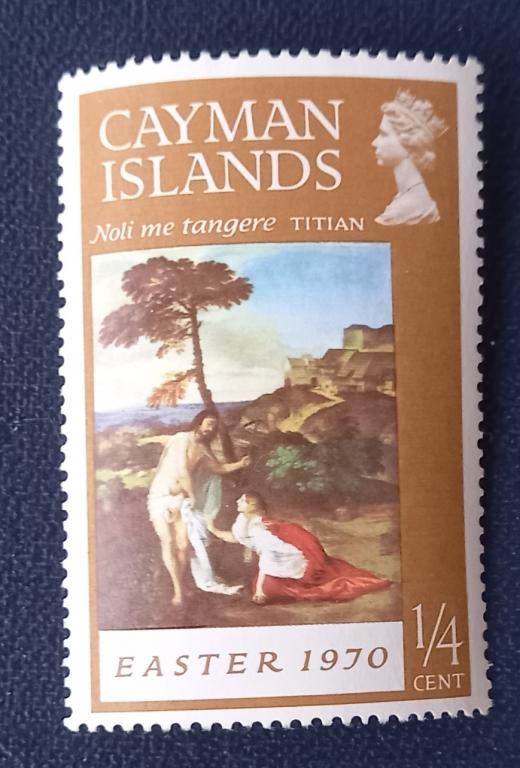 CAYMAN
ISLANDS
Noli me tangere TITIAN
EASTER 1970
1/4
CENT